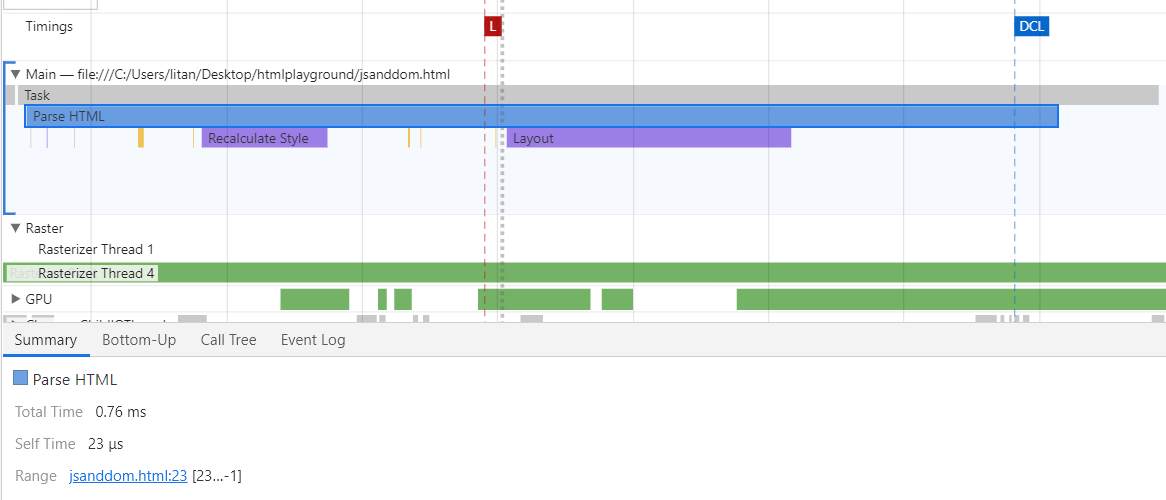 Timings
L
DCL
Main — file:///C:/Users/litan/Desktop/htmlplayground/jsanddom.html
Task
Parse HTML
Recalculate Style
Layout
Raster
Rasterizer Thread 1
Rasterizer Thread 4
GPU
Summary Bottom-Up Call Tree Event Log
Parse HTML
Total Time 0.76 ms
Self Time 23 μs
Range jsanddom.html:23 [23…-1]